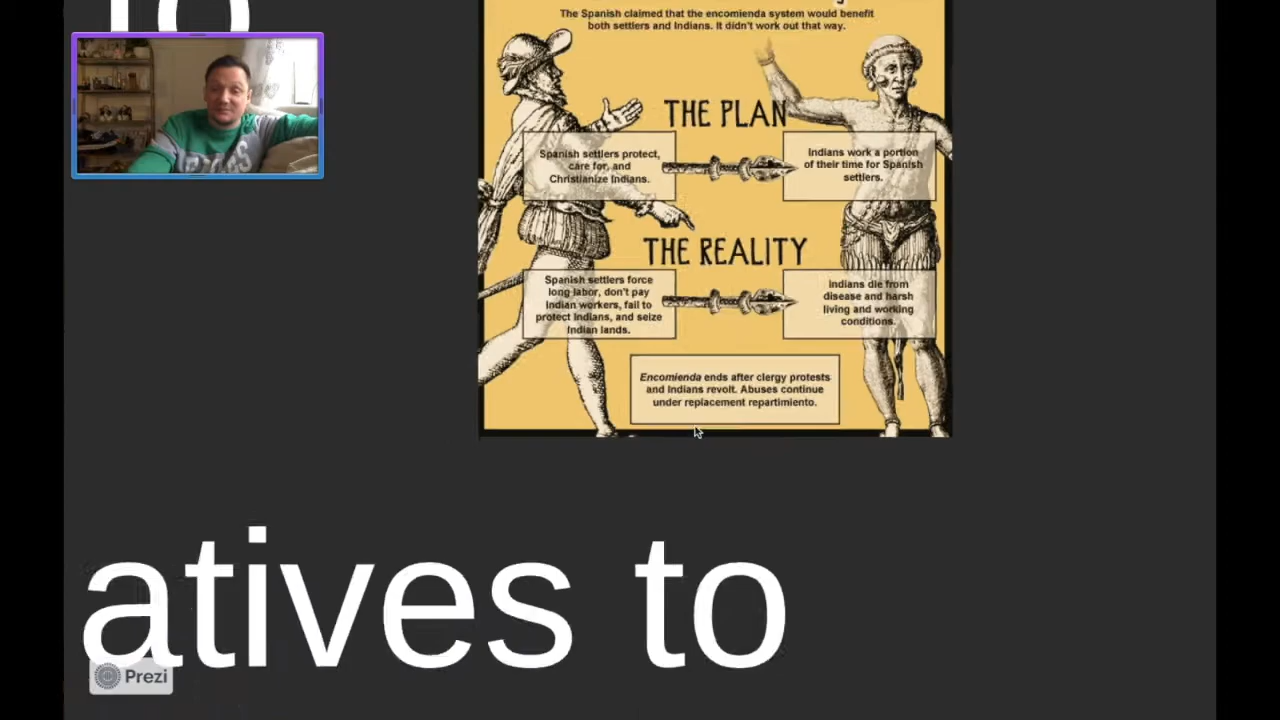 The Spanish claimed that the encomienda system would benefit
both settlers and Indians. It didn't work out that way.
THE PLAN
Spanish settlers protect,
care for, and
Christianize Indians.
Indians work a portion
of their time for Spanish
settlers.
THE REALITY
Spanish settlers force
long labor, don't pay
Indian workers, fail to
protect Indians, and seize
Indian lands.
Indians die from
disease and harsh
living and working
conditions.
Encomienda ends after clergy protests
and Indians revolt. Abuses continue
under replacement repartimiento.
atives to
Prezi